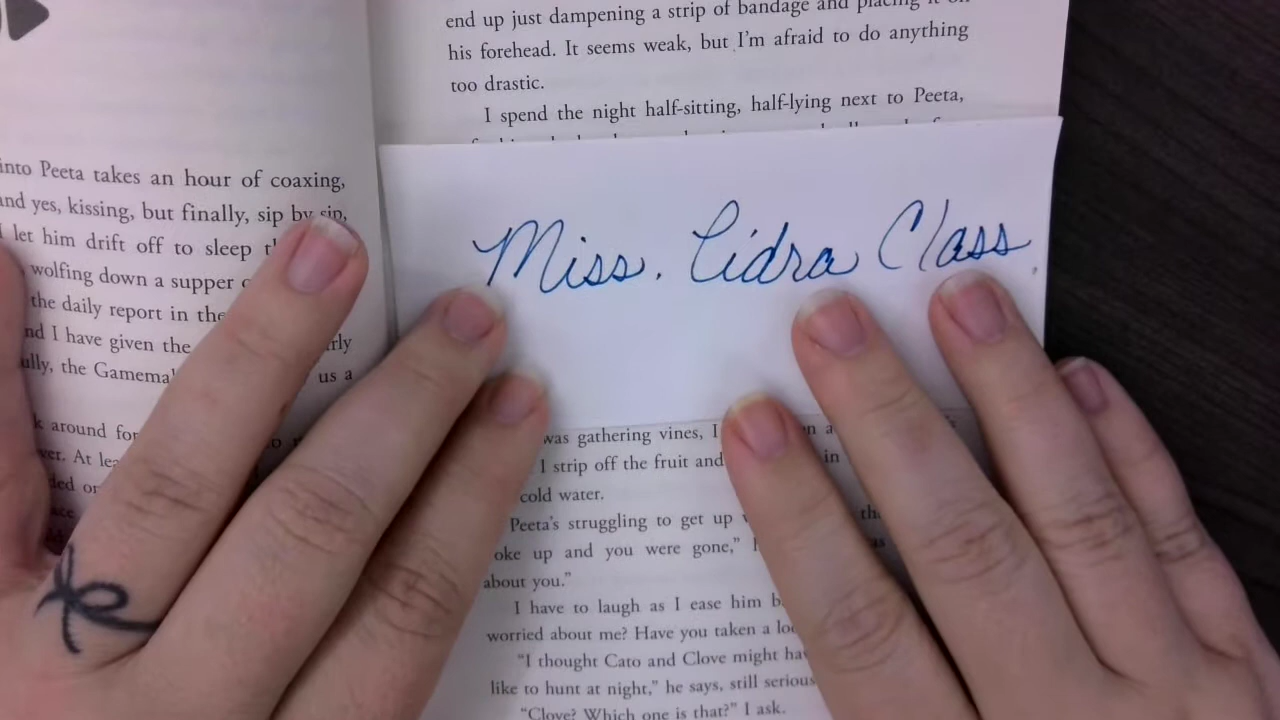 into Peeta takes an hour of coaxing,
and yes, kissing, but finally, sip by sip,
let him drift off to sleep
wolfing down a supper
the daily report in the
and I have given the
us a
the Gamema
around for
At
end up just dampening a strip of bandage and placing it on
his forehead. It seems weak, but I'm afraid to do anything
too drastic.
I spend the night half-sitting, half-lying next to Peeta,
Miss. Cidra Class
was gathering vines, I
I strip off the fruit and in
cold water.
Peeta's struggling to get up
oke up and you were gone,"
about you."
I have to laugh as I ease him
worried about me? Have you taken a
"I thought Cato and Clove might
like to hunt at night," he says, still serious
"Clove? Which one is that?" I ask.